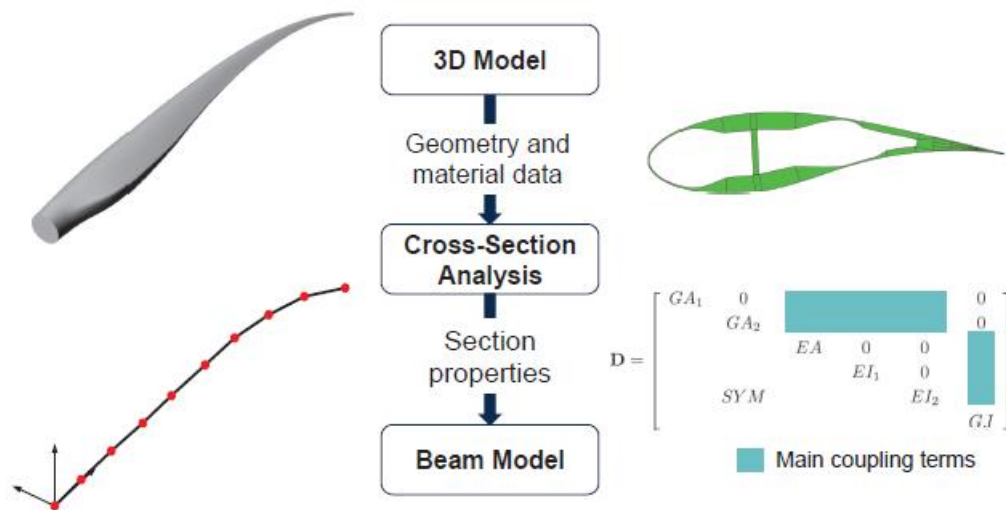 3D Model
Geometry and
material data
Cross-Section
Analysis
Section
properties
Beam Model
D =
GA₁ 0 0
GA₂ 0
EA 0 0
EI₁ 0
SYM EI₂
GJ
Main coupling terms